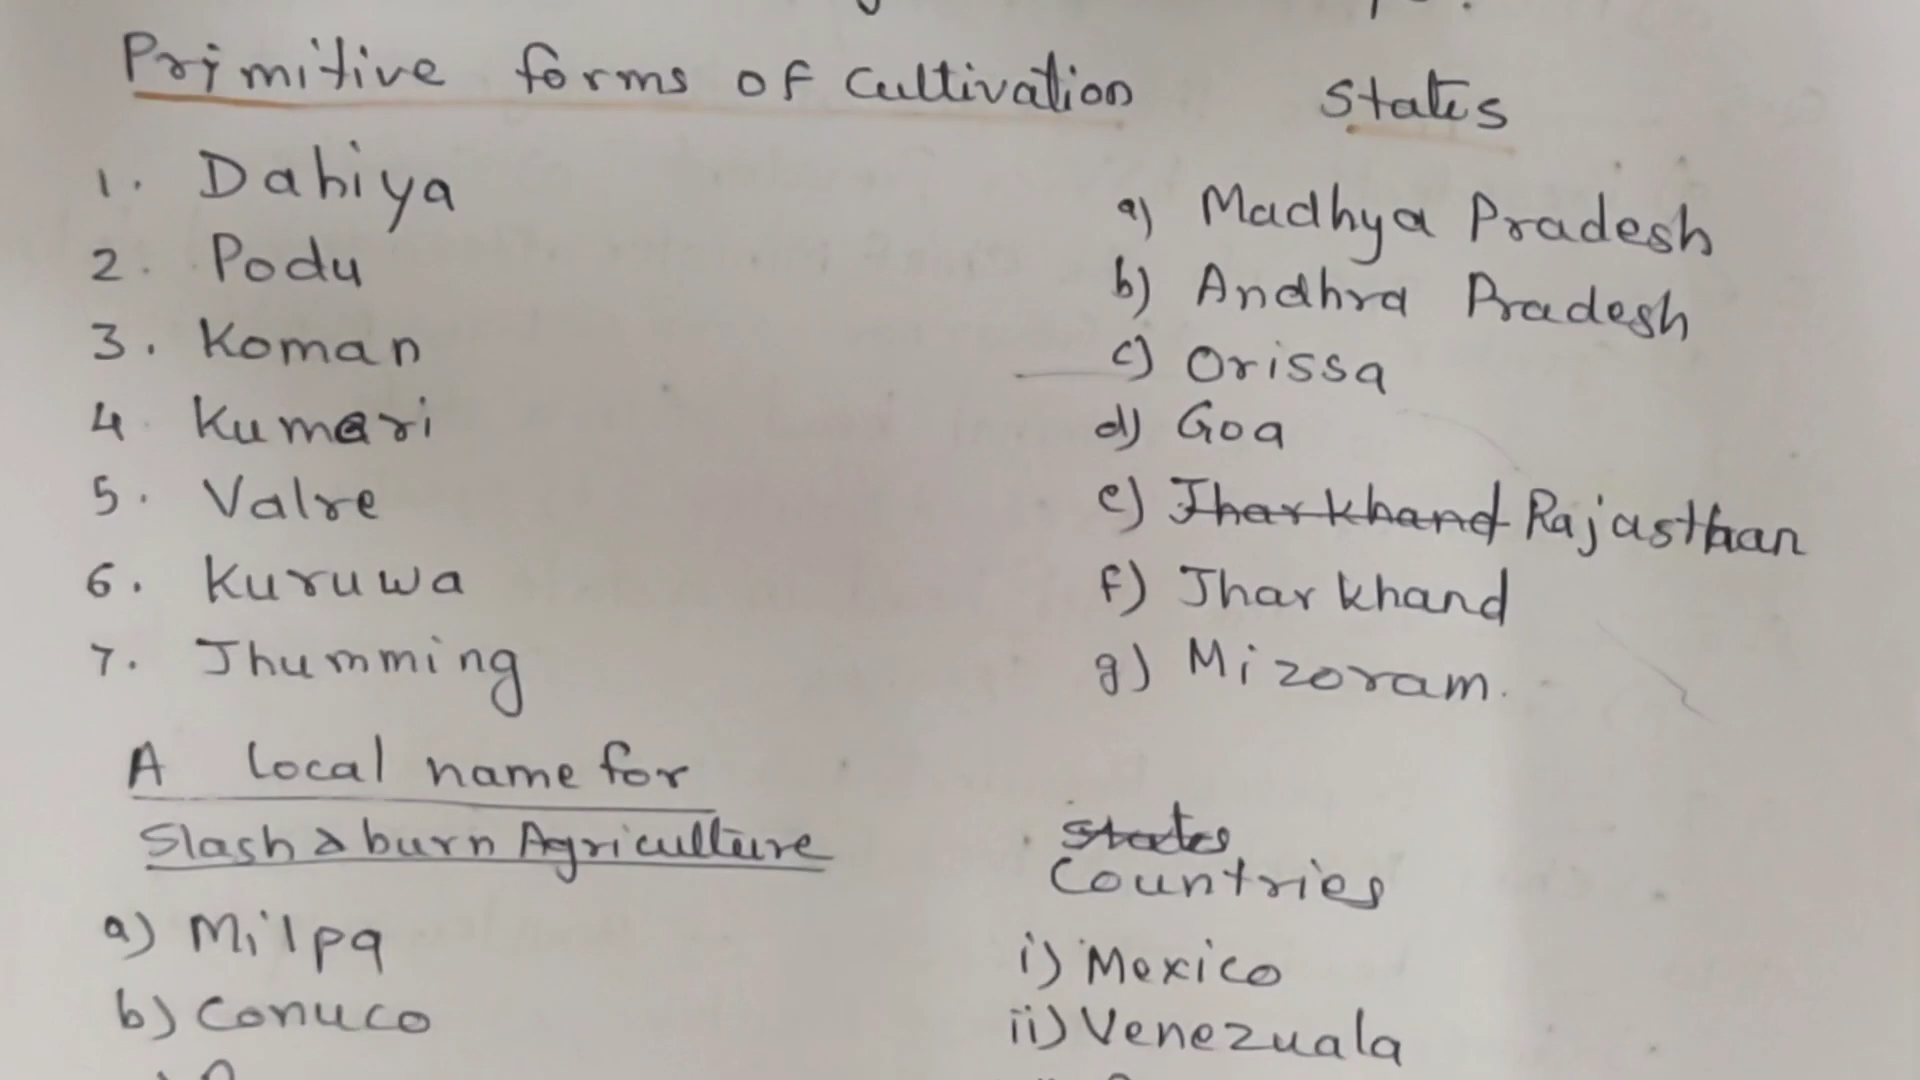 Primitive forms of Cultivation States
1. Dahiya a) Madhya Pradesh
2. Podu b) Andhra Pradesh
3. Koman c) Orissa
4. Kumari d) Goa
5. Valre e) Jharkhand Rajasthan
6. Kuruwa f) Jharkhand
7. Jhumming g) Mizoram.
A local name for
Slash & burn Agriculture states
Countries
a) Milpa i) Mexico
b) Conuco ii) Venezuala